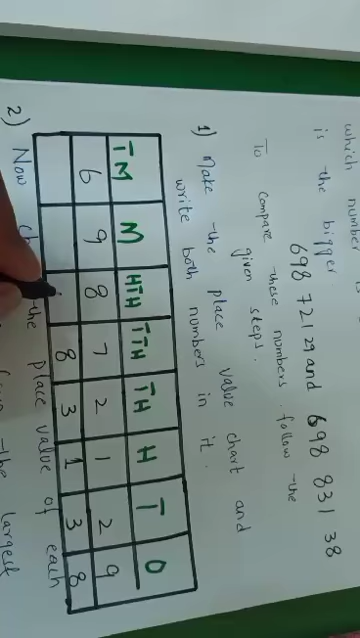 which number is
is the bigger
698 721 29 and 698 831 38
To compare these numbers follow the
given steps.
1) Make the place value chart and
write both numbers in it.
TM M HTH TTH TH H T O
6 9 8 7 2 1 2 9
8 3 1 3 8
2) Now the place value of each
the largest